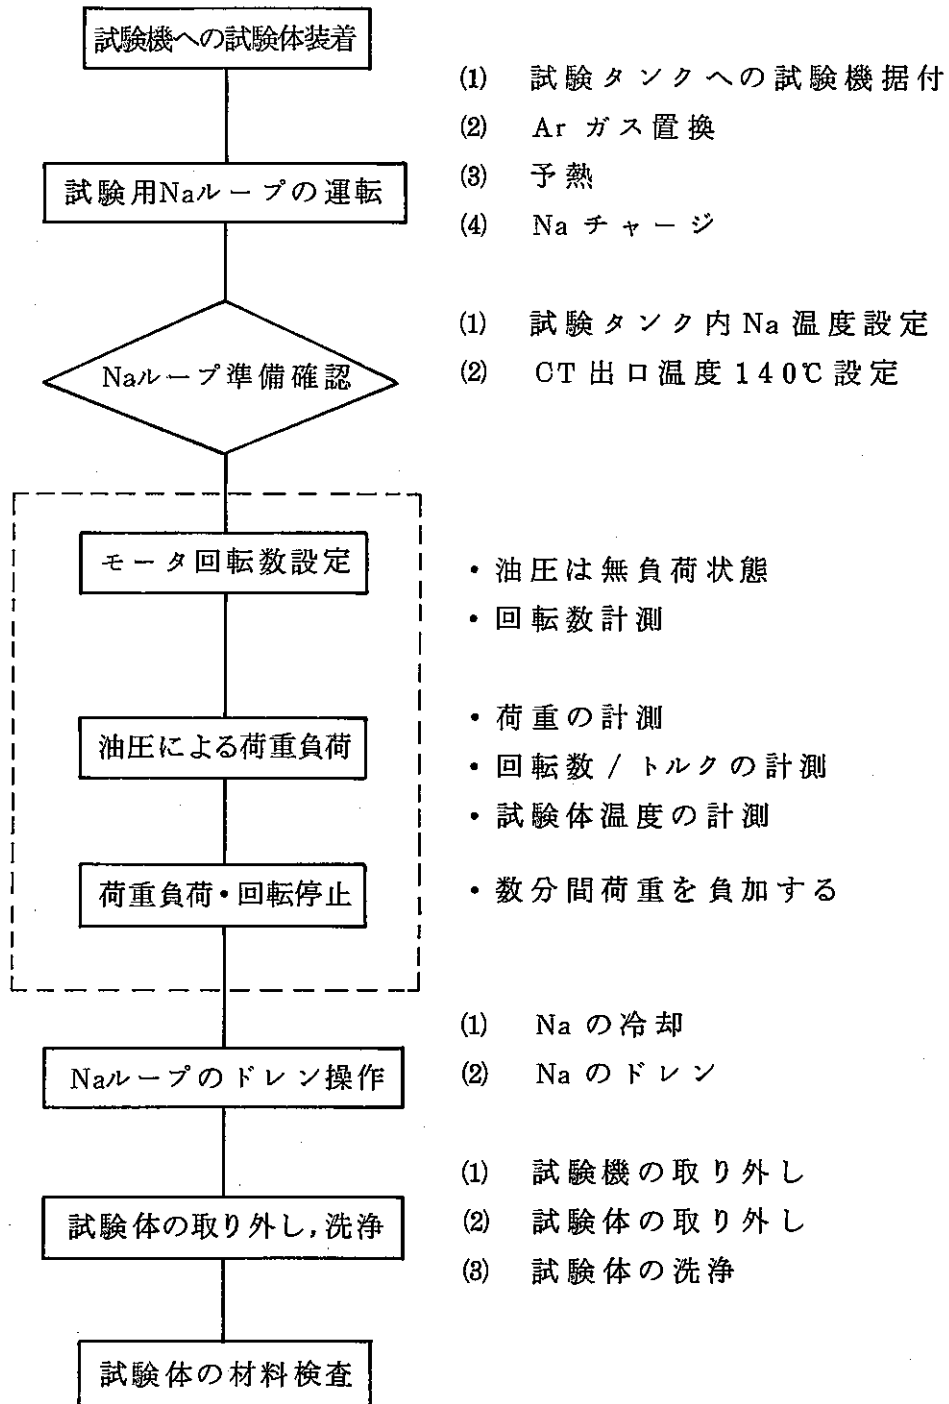 試験機への試験体装着
(1) 試験タンクへの試験機据付
(2) Ar ガス置換
試験用Naループの運転
(3) 予熱
(4) Na チャージ
(1) 試験タンク内 Na 温度設定
Naループ準備確認
(2) CT 出口温度 140℃ 設定
モータ回転数設定
・油圧は無負荷状態
・回転数計測
油圧による荷重負荷
・荷重の計測
・回転数 / トルクの計測
・試験体温度の計測
荷重負荷・回転停止
・数分間荷重を負加する
(1) Na の冷却
Naループのドレン操作
(2) Na のドレン
(1) 試験機の取り外し
試験体の取り外し,洗浄
(2) 試験体の取り外し
(3) 試験体の洗浄
試験体の材料検査